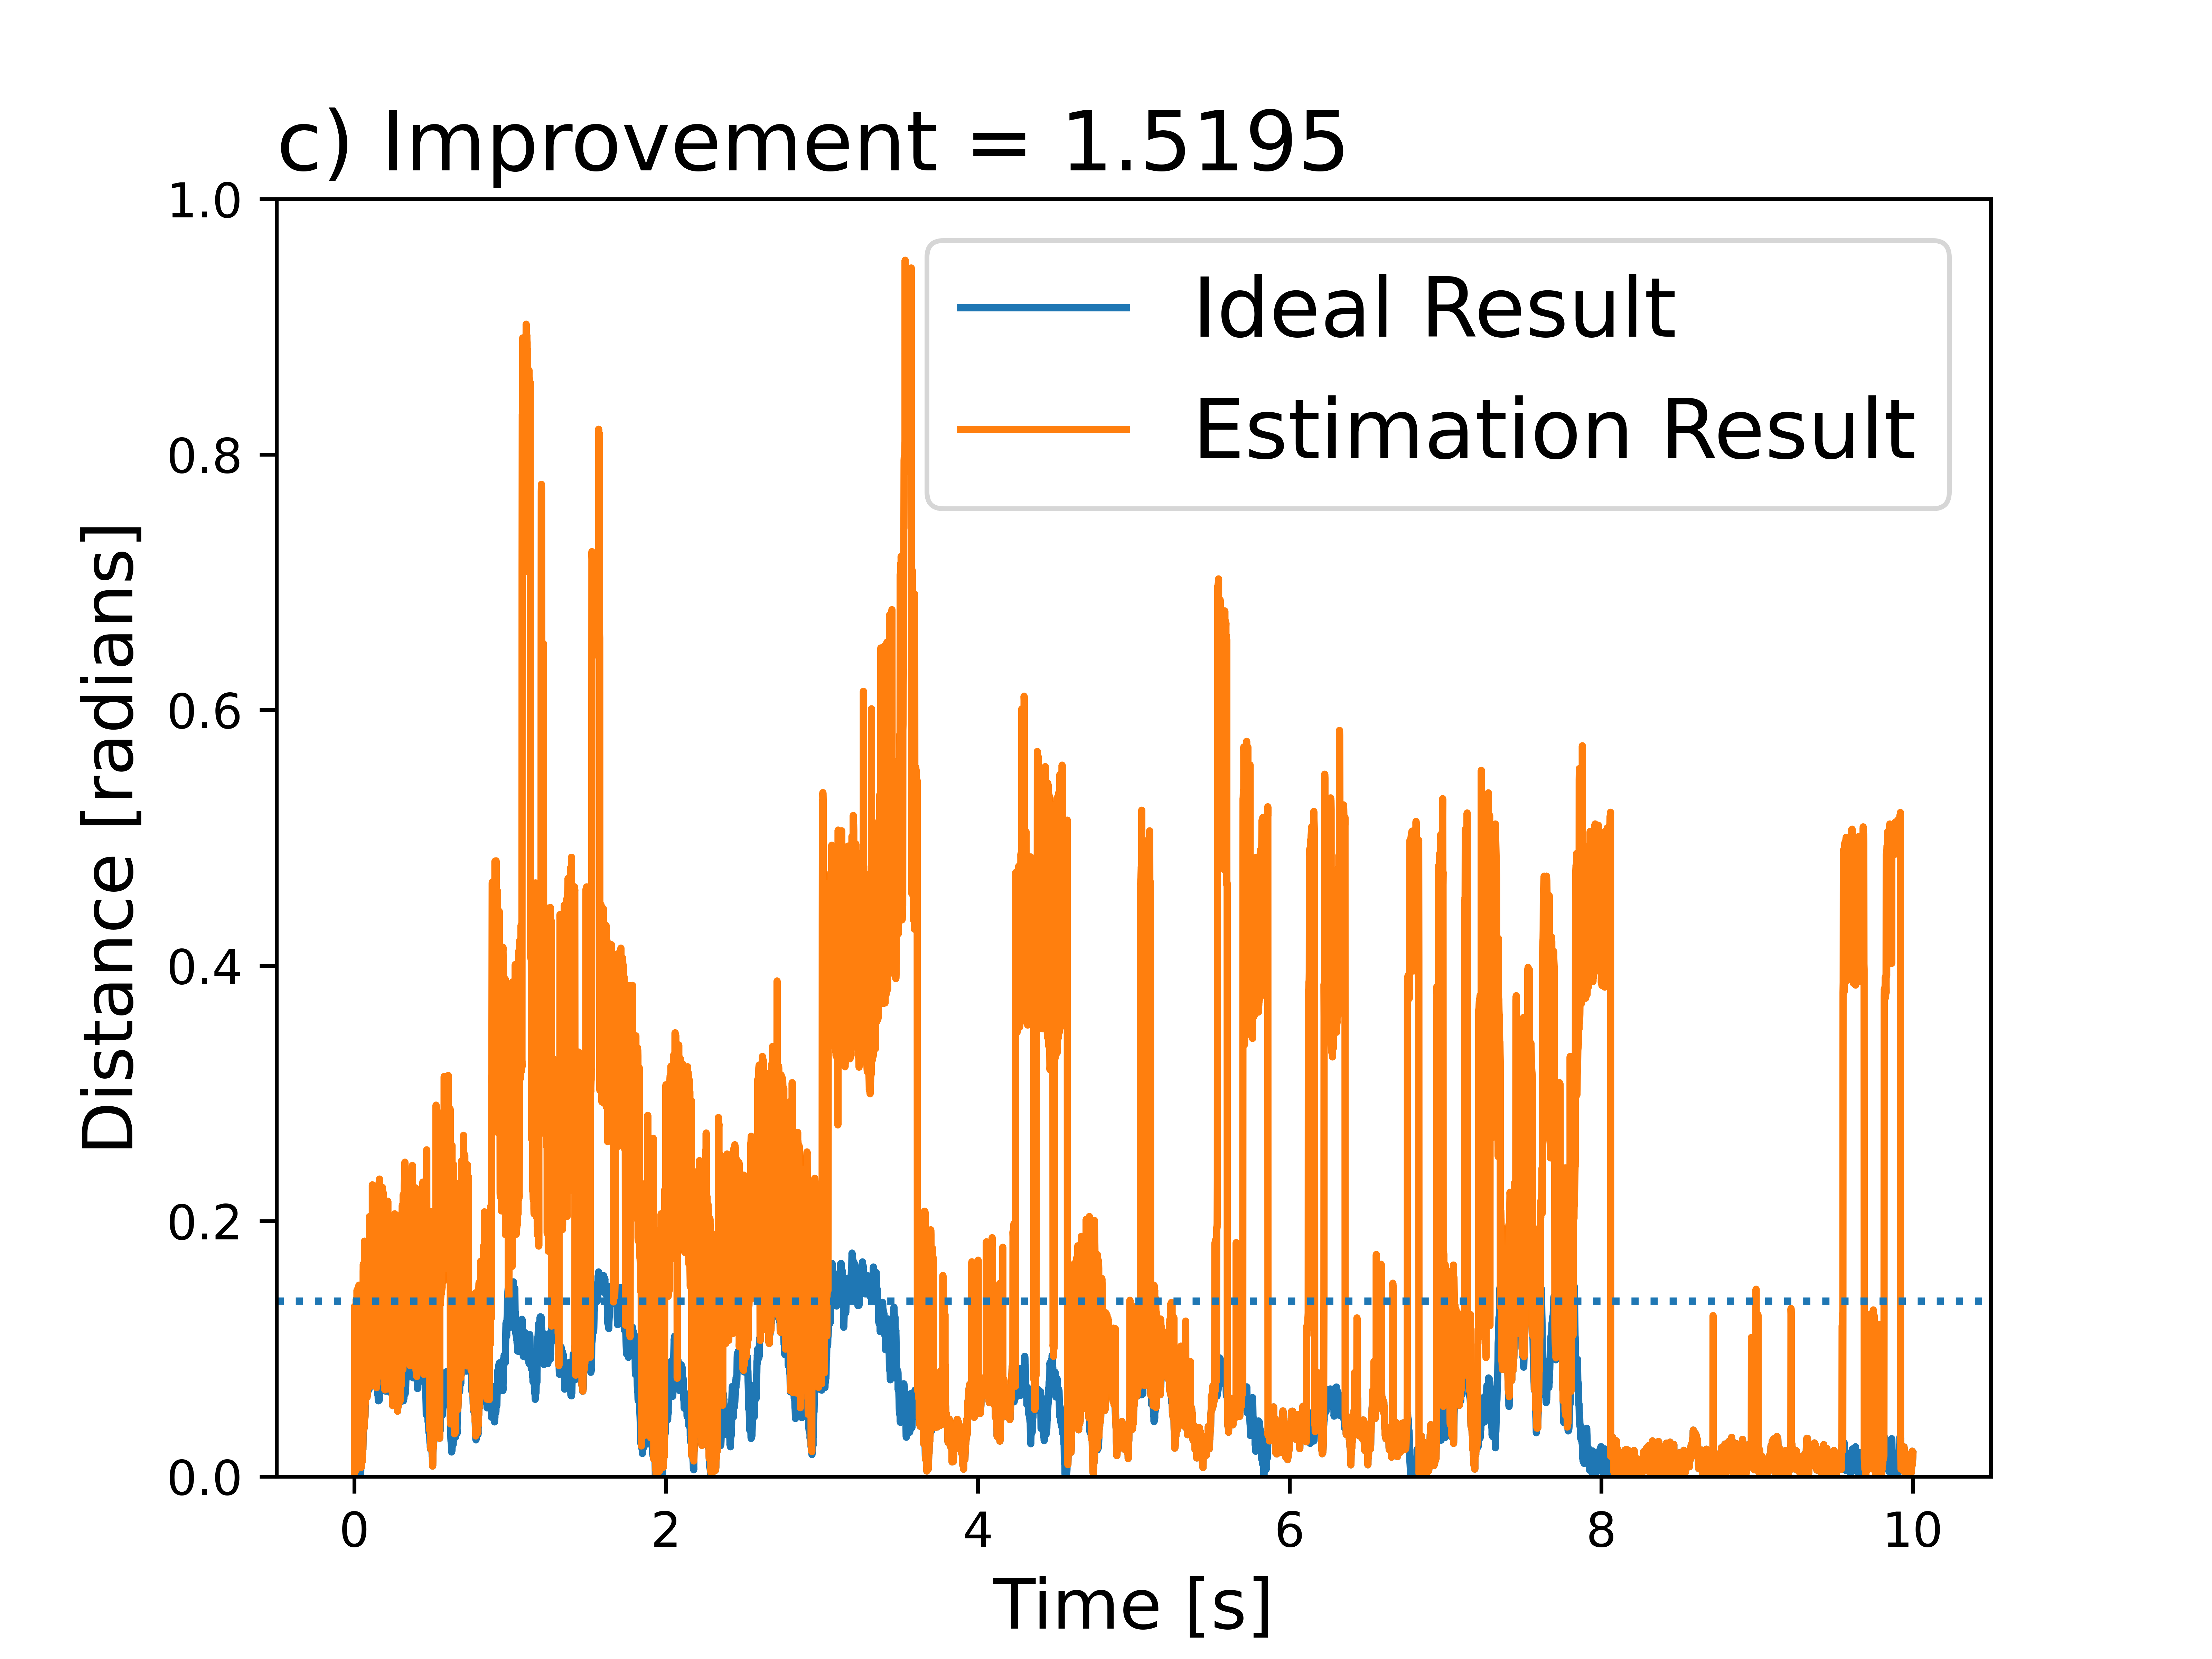 c) Improvement = 1.5195
1.0
0.8
0.6
0.4
0.2
0.0
Distance [radians]
Ideal Result
Estimation Result
0 2 4 6 8 10
Time [s]